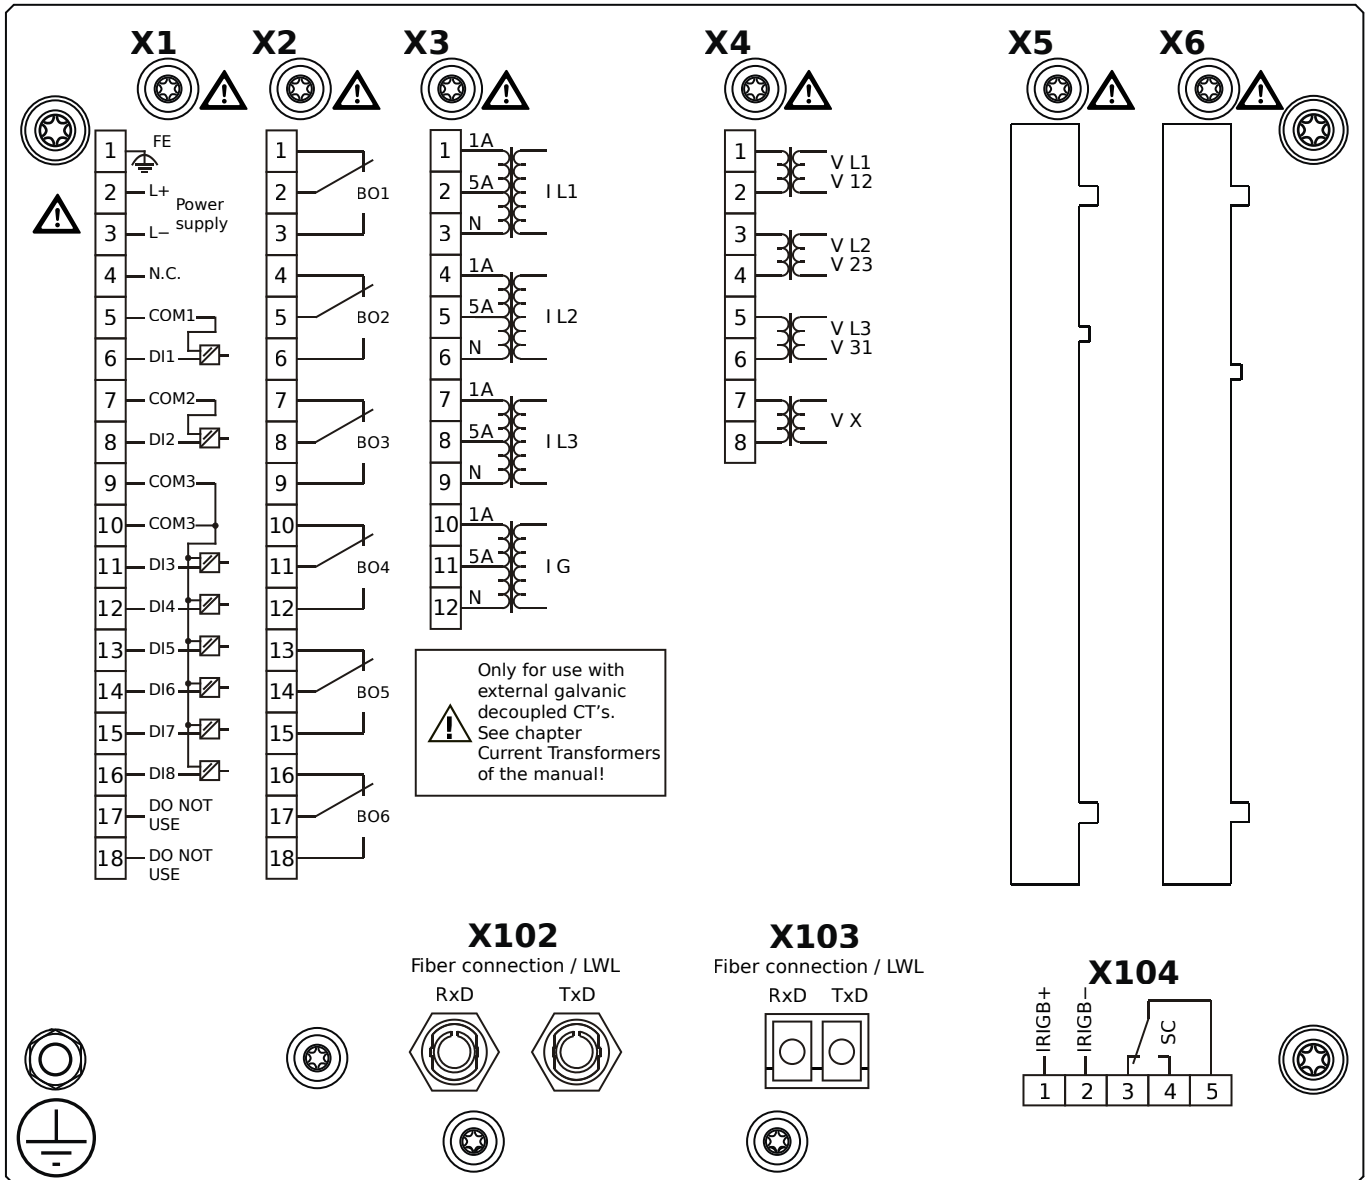 X1 X2 X3 X4 X5 X6
1 FE
2 L+
Power
supply
3 L−
4 N.C.
5 COM1
6 DI1
7 COM2
8 DI2
9 COM3
10 COM3
11 DI3
12 DI4
13 DI5
14 DI6
15 DI7
16 DI8
17 DO NOT
USE
18 DO NOT
USE
1
2 BO1
3
4
5 BO2
6
7
8 BO3
9
10
11 BO4
12
13
14 BO5
15
16
17 BO6
18
1 1A
2 5A I L1
3 N
4 1A
5 5A I L2
6 N
7 1A
8 5A I L3
9 N
10 1A
11 5A I G
12 N
Only for use with
external galvanic
decoupled CT's.
See chapter
Current Transformers
of the manual!
1 V L1
2 V 12
3 V L2
4 V 23
5 V L3
6 V 31
7 V X
8
X102
Fiber connection / LWL
RxD TxD
X103
Fiber connection / LWL
RxD TxD
X104
IRIGB+
IRIGB−
SC
1 2 3 4 5